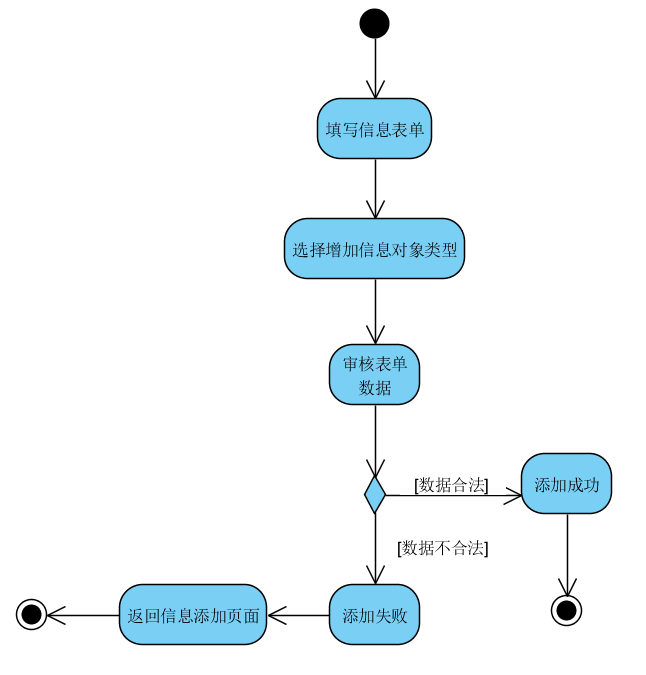 填写信息表单
选择增加信息对象类型
审核表单
数据
[数据合法]
添加成功
[数据不合法]
返回信息添加页面
添加失败